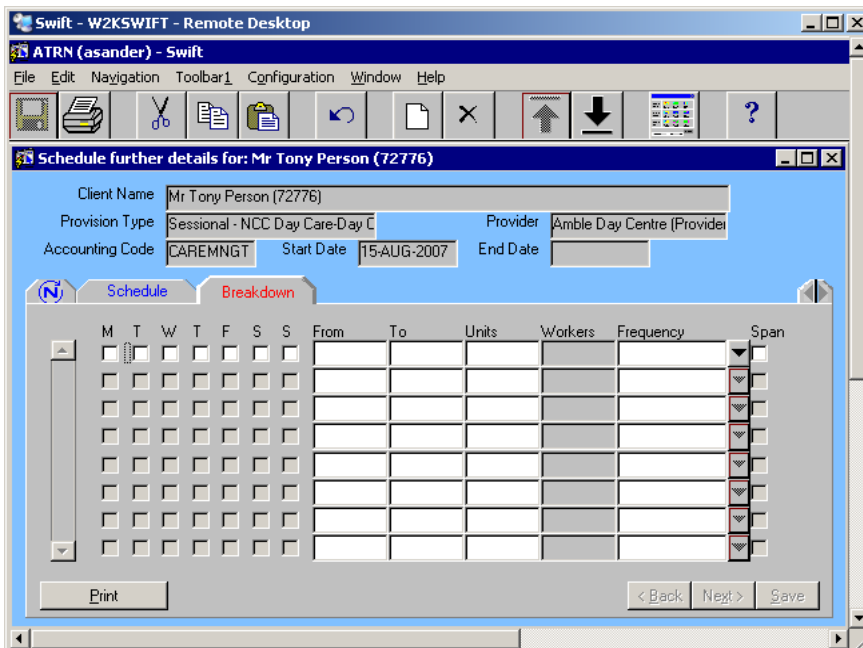 Swift - W2KSWIFT - Remote Desktop
ATRN (asander) - Swift
File Edit Navigation Toolbar1 Configuration Window Help
?
Schedule further details for: Mr Tony Person (72776)
Client Name Mr Tony Person (72776)
Provision Type Sessional - NCC Day Care-Day C Provider Amble Day Centre (Provider
Accounting Code CAREMNGT Start Date 15-AUG-2007 End Date
N Schedule Breakdown
M T W T F S S From To Units Workers Frequency Span
Print < Back Next > Save